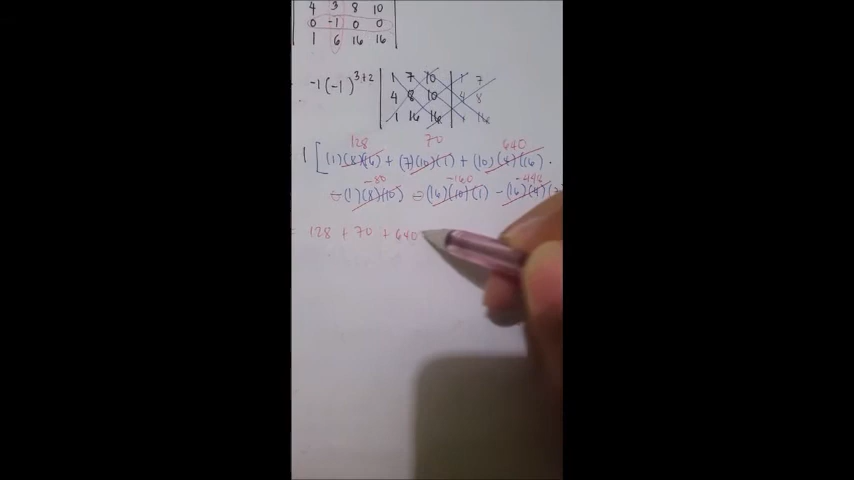 4 3 8 10
0 -1 0 0
1 6 16 16
-1(-1)^3+2 | 1 7 10 | 1 7
4 8 10 | 4 8
1 16 16 | 1 16
128 70 640
1 [(1)(8)(16) + (7)(10)(1) + (10)(4)(16)
-80 -160 -448
- (1)(8)(10) - (16)(10)(1) - (16)(4)(7)
= 128 + 70 + 640